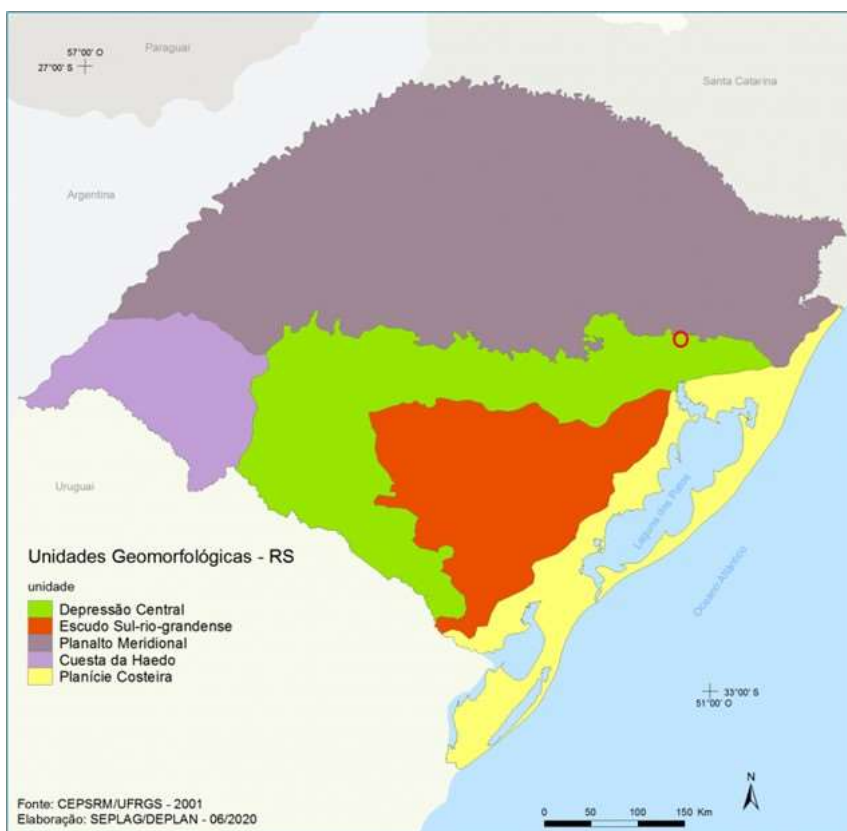 Paraguai
57°00' O
27°00' S
Santa Catarina
Argentina
Uruguai
Laguna dos Patos
Oceano Atlântico
Unidades Geomorfológicas - RS
unidade
Depressão Central
Escudo Sul-rio-grandense
Planalto Meridional
Cuesta da Haedo
Planície Costeira
33°00' S
51°00' O
N
0 50 100 150 Km
Fonte: CEPSRM/UFRGS - 2001
Elaboração: SEPLAG/DEPLAN - 06/2020